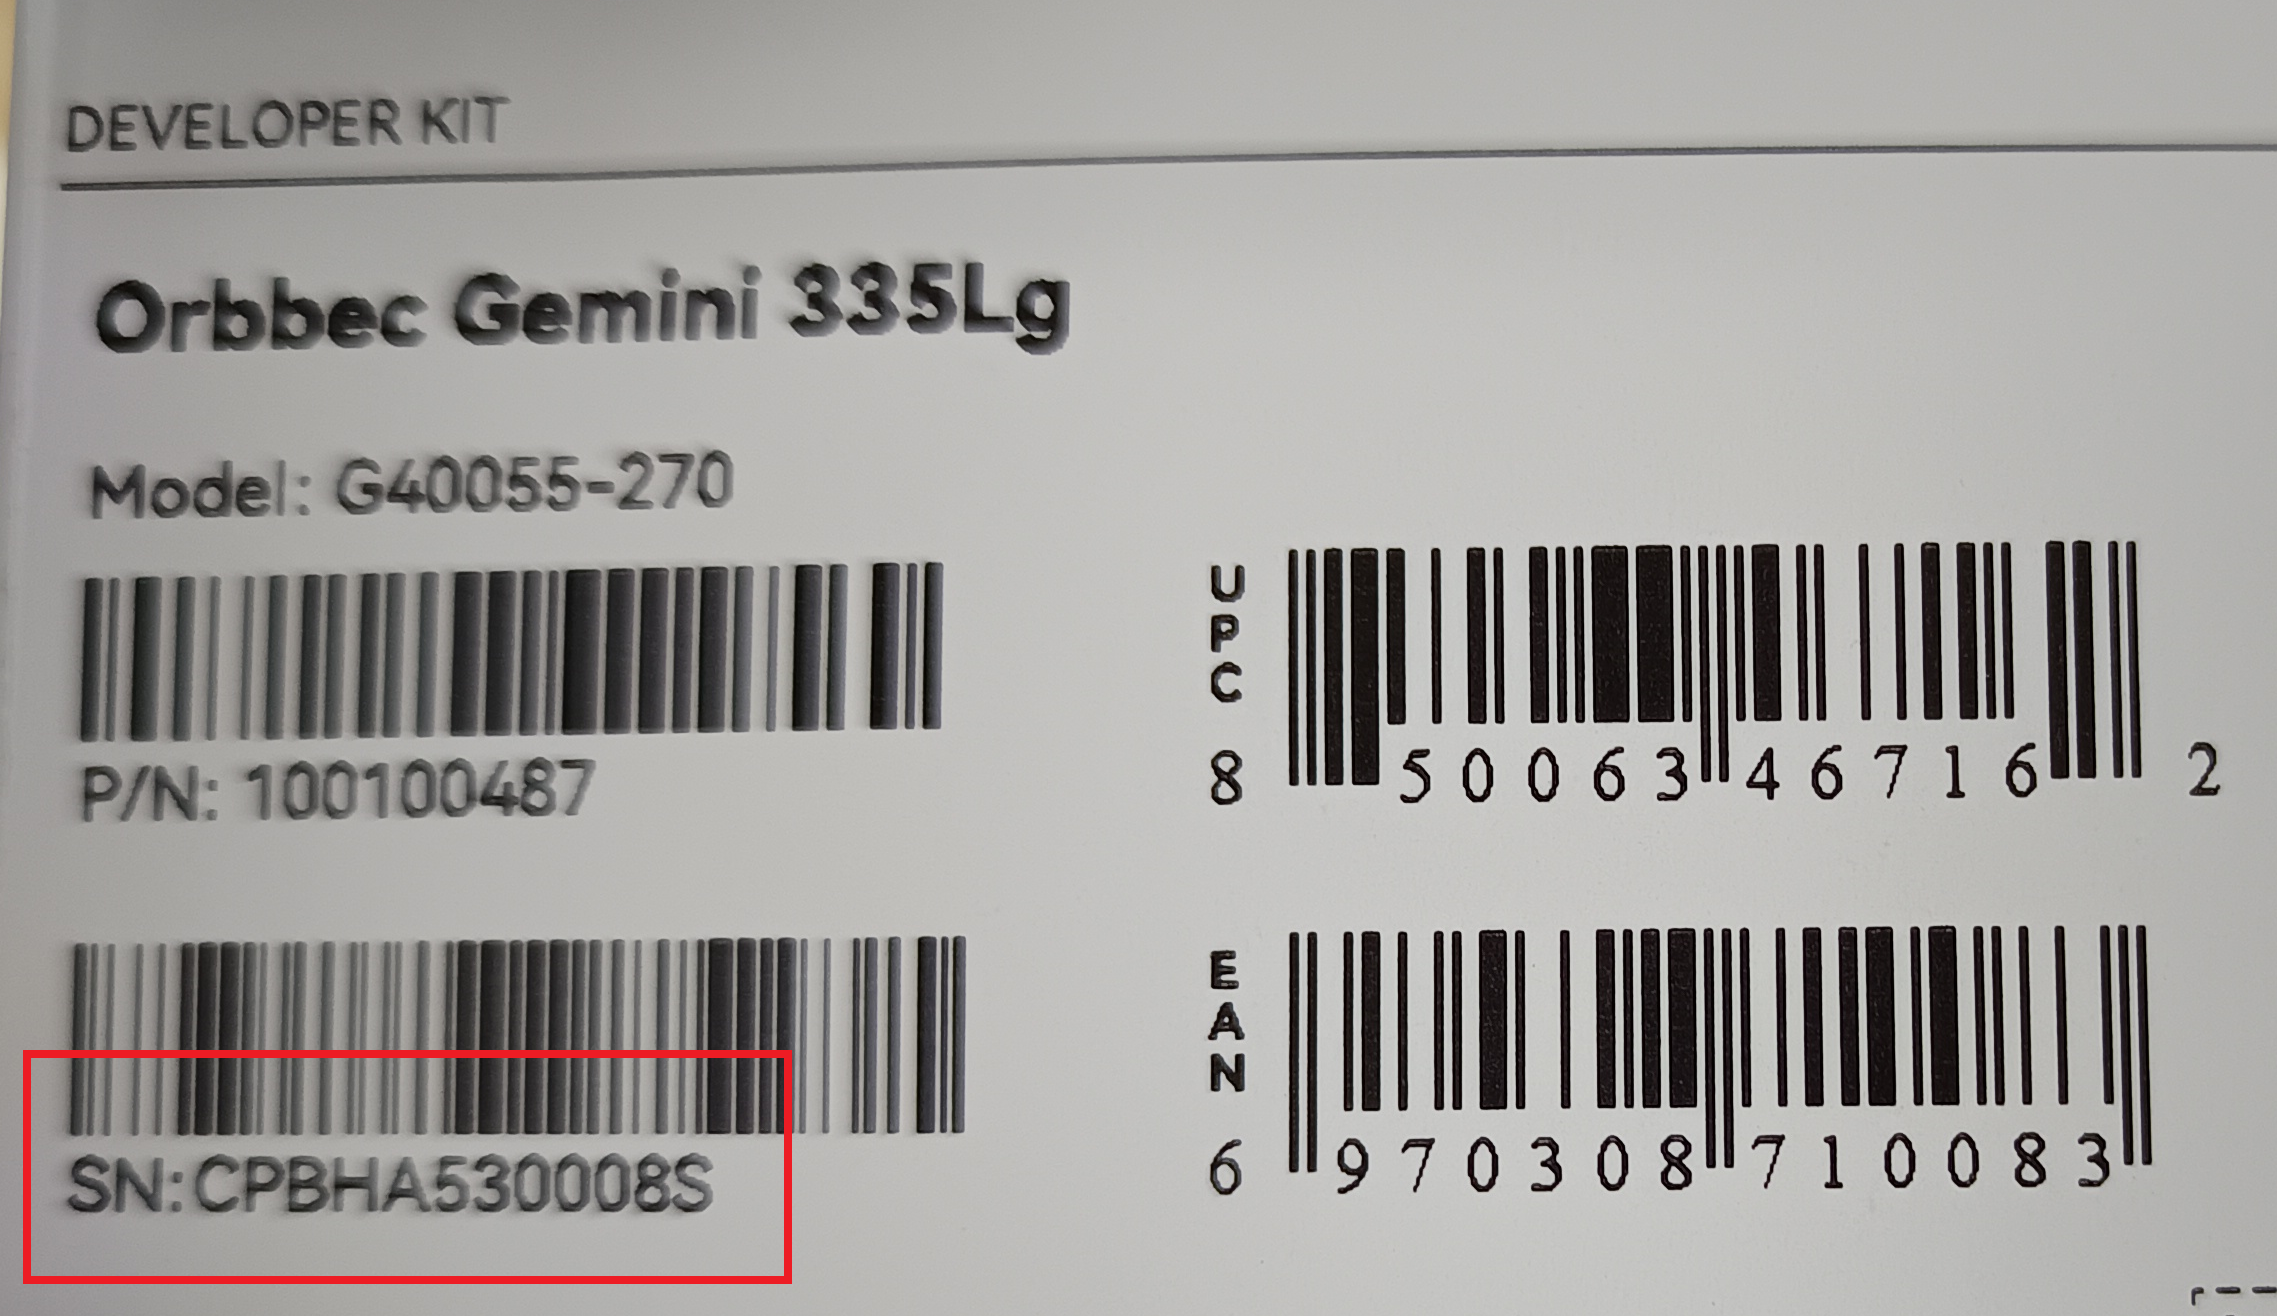 DEVELOPER KIT
Orbbec Gemini 335Lg
Model: G40055-270
P/N: 100100487
SN:CPBHA530008S
UPC
8 50063 46716 2
EAN
6 970308 710083